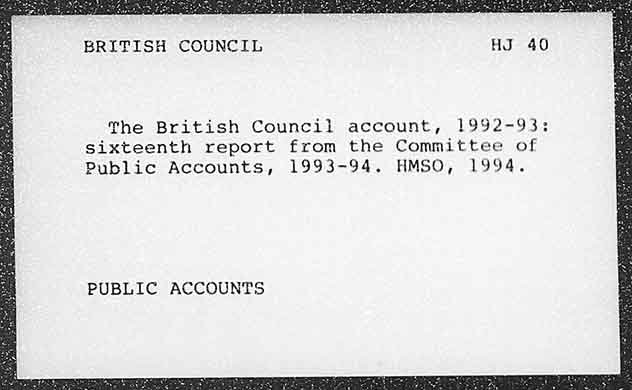 BRITISH COUNCIL HJ 40
The British Council account, 1992-93:
sixteenth report from the Committee of
Public Accounts, 1993-94. HMSO, 1994.
PUBLIC ACCOUNTS